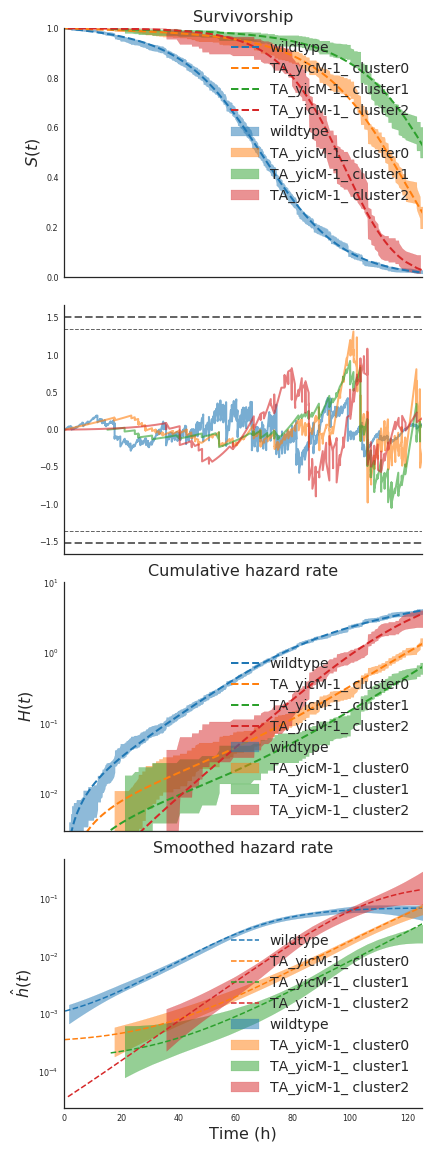 Survivorship
1.0
0.8
0.6
0.4
0.2
0.0
S(t)
wildtype
TA_yicM-1_ cluster0
TA_yicM-1_ cluster1
TA_yicM-1_ cluster2
wildtype
TA_yicM-1_ cluster0
TA_yicM-1_ cluster1
TA_yicM-1_ cluster2
1.5
1.0
0.5
0.0
−0.5
−1.0
−1.5
Cumulative hazard rate
10¹
10⁰
10⁻¹
10⁻²
H(t)
wildtype
TA_yicM-1_ cluster0
TA_yicM-1_ cluster1
TA_yicM-1_ cluster2
wildtype
TA_yicM-1_ cluster0
TA_yicM-1_ cluster1
TA_yicM-1_ cluster2
Smoothed hazard rate
10⁻¹
10⁻²
10⁻³
10⁻⁴
ĥ(t)
wildtype
TA_yicM-1_ cluster0
TA_yicM-1_ cluster1
TA_yicM-1_ cluster2
wildtype
TA_yicM-1_ cluster0
TA_yicM-1_ cluster1
TA_yicM-1_ cluster2
0 20 40 60 80 100 120
Time (h)